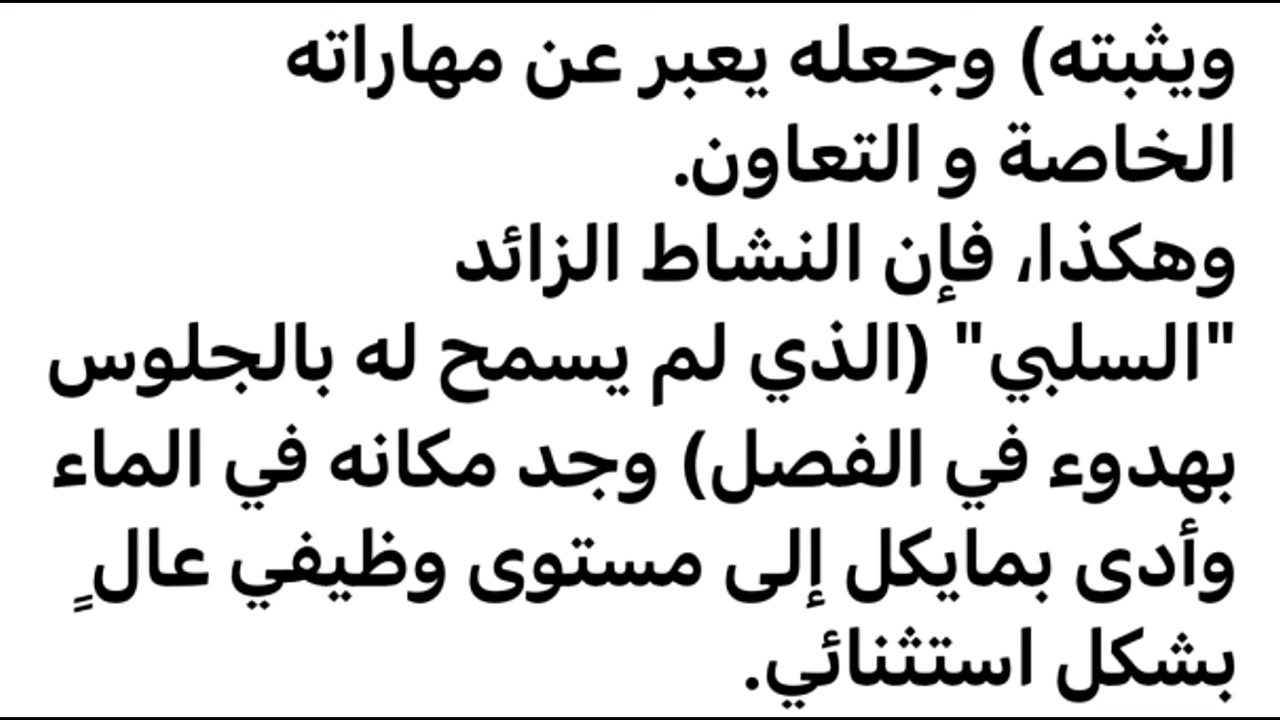 ويثبته) وجعله يعبر عن مهاراته
الخاصة و التعاون.
وهكذا، فإن النشاط الزائد
"السلبي" (الذي لم يسمح له بالجلوس
بهدوء في الفصل) وجد مكانه في الماء
وأدى بمايكل إلى مستوى وظيفي عال ٍ
بشكل استثنائي.